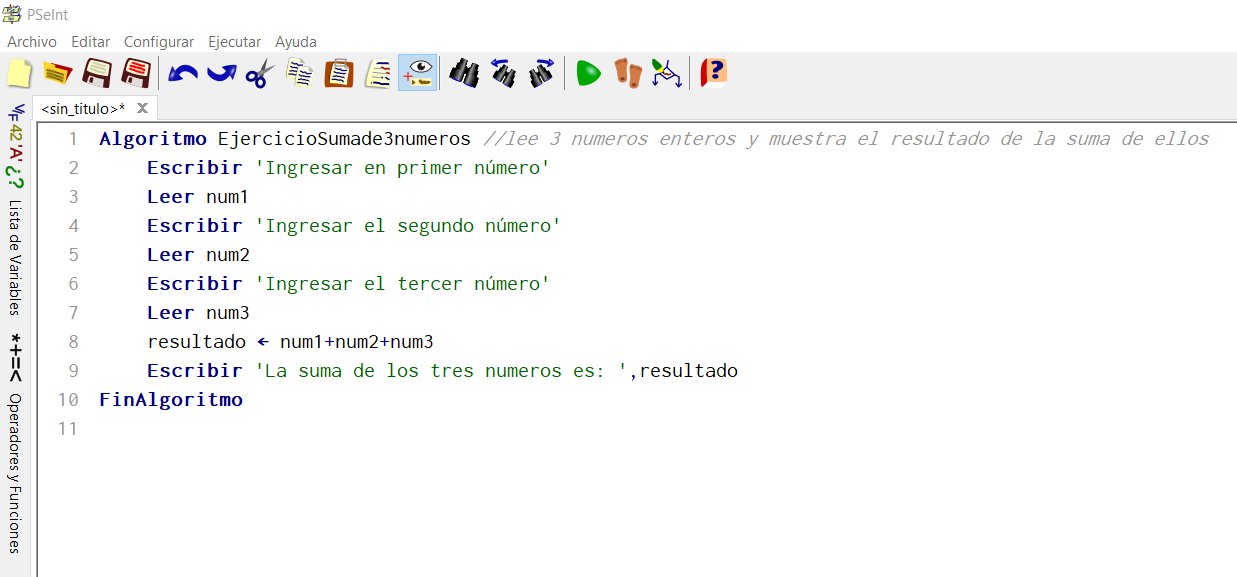 PSeInt
Archivo Editar Configurar Ejecutar Ayuda
<sin_titulo>* X
1 Algoritmo EjercicioSumade3numeros //lee 3 numeros enteros y muestra el resultado de la suma de ellos
2 Escribir 'Ingresar en primer número'
3 Leer num1
4 Escribir 'Ingresar el segundo número'
5 Leer num2
6 Escribir 'Ingresar el tercer número'
7 Leer num3
8 resultado ← num1+num2+num3
9 Escribir 'La suma de los tres numeros es: ',resultado
10 FinAlgoritmo
11
V/F 42 'A' ¿? Lista de Variables
*+=< Operadores y Funciones